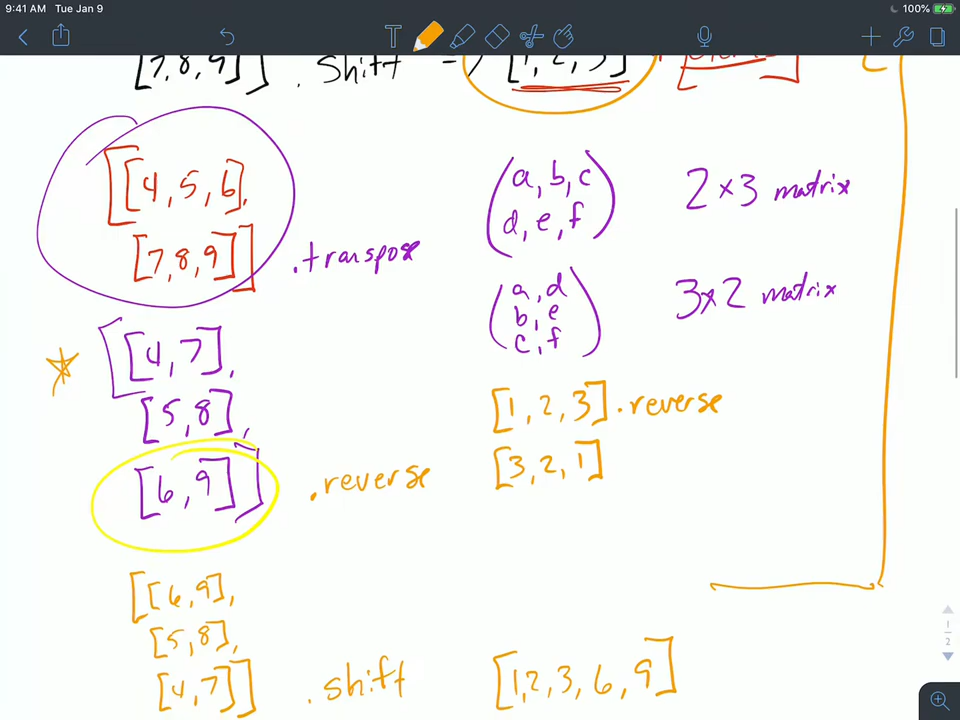 9:41 AM Tue Jan 9
100%
T
[7,8,9]] .shift => [1,2,3]
[[4,5,6],
[7,8,9]] .transpose
(a,b,c
d,e,f) 2×3 matrix
(a,d
b,e
c,f) 3×2 matrix
[[4,7],
[5,8],
[6,9]] .reverse
[1,2,3].reverse
[3,2,1]
[[6,9],
[5,8],
[4,7]] .shift
[1,2,3,6,9]
1
2